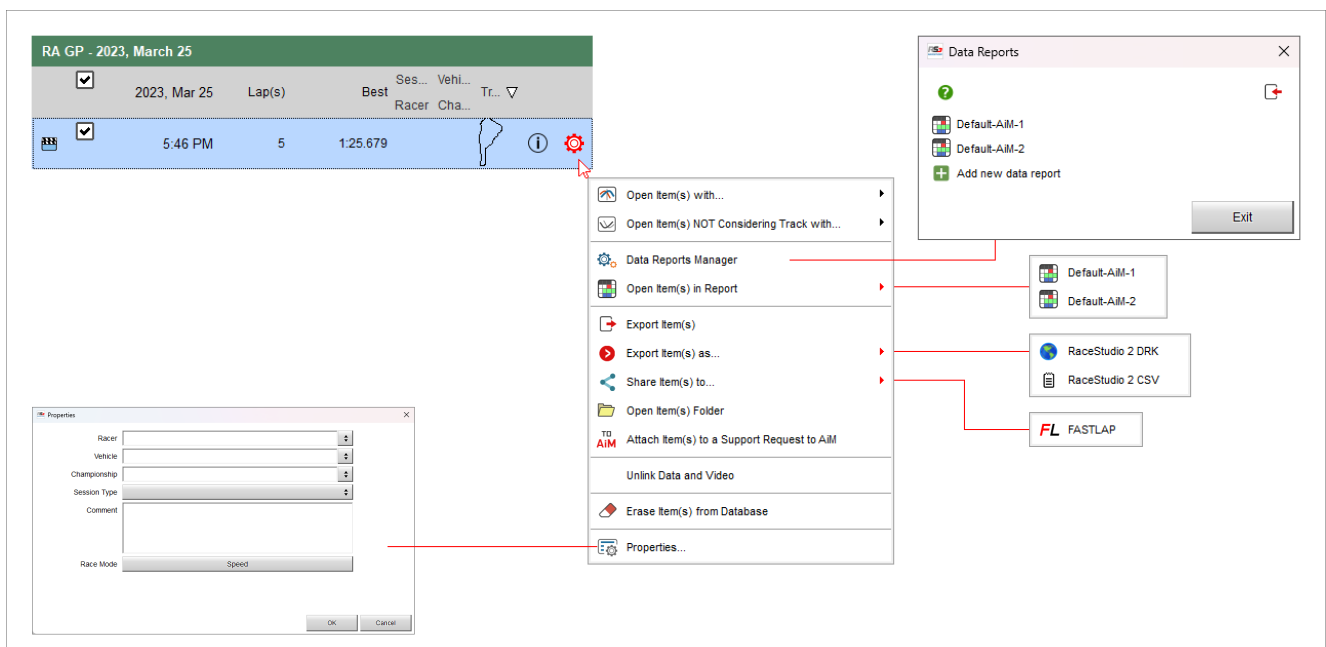 RA GP - 2023, March 25
2023, Mar 25 Lap(s) Best Ses... Vehi... Tr...
Racer Cha...
5:46 PM 5 1:25.679
RS3 Data Reports
Default-AiM-1
Default-AiM-2
Add new data report
Exit
Open Item(s) with...
Open Item(s) NOT Considering Track with...
Data Reports Manager
Open Item(s) in Report
Export Item(s)
Export Item(s) as...
Share Item(s) to...
Open Item(s) Folder
TO AiM Attach Item(s) to a Support Request to AiM
Unlink Data and Video
Erase Item(s) from Database
Properties...
Default-AiM-1
Default-AiM-2
RaceStudio 2 DRK
RaceStudio 2 CSV
FL FASTLAP
Properties
Racer
Vehicle
Championship
Session Type
Comment
Race Mode Speed
OK Cancel